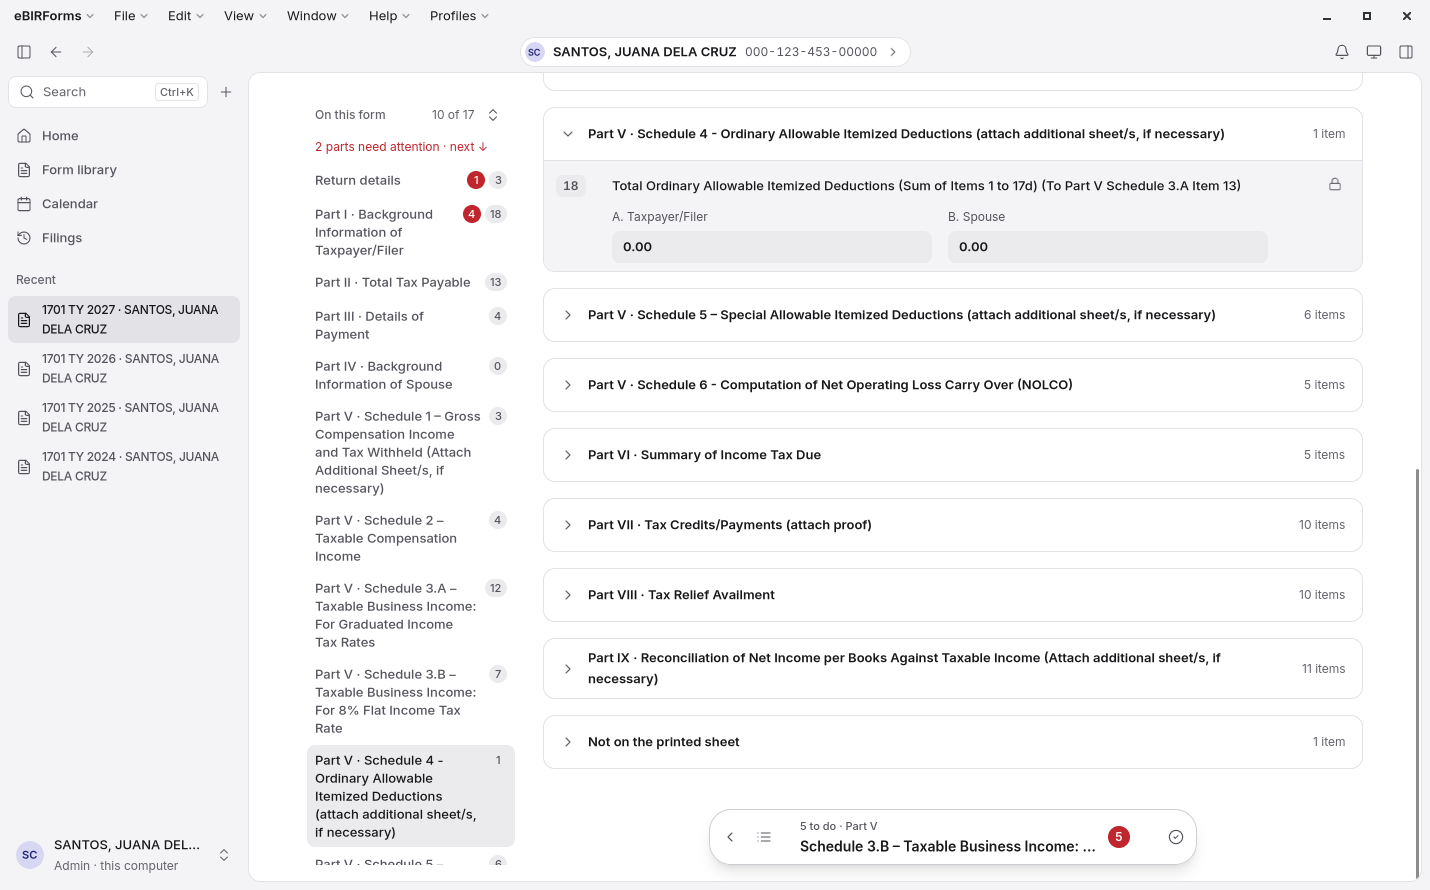 eBIRForms File Edit View Window Help Profiles
SC SANTOS, JUANA DELA CRUZ 000-123-453-00000
Search Ctrl+K
Home
Form library
Calendar
Filings
Recent
1701 TY 2027 · SANTOS, JUANA
DELA CRUZ
1701 TY 2026 · SANTOS, JUANA
DELA CRUZ
1701 TY 2025 · SANTOS, JUANA
DELA CRUZ
1701 TY 2024 · SANTOS, JUANA
DELA CRUZ
SC SANTOS, JUANA DEL...
Admin · this computer
On this form 10 of 17
2 parts need attention · next ↓
Return details 1 3
Part I · Background 4 18
Information of
Taxpayer/Filer
Part II · Total Tax Payable 13
Part III · Details of 4
Payment
Part IV · Background 0
Information of Spouse
Part V · Schedule 1 – Gross 3
Compensation Income
and Tax Withheld (Attach
Additional Sheet/s, if
necessary)
Part V · Schedule 2 – 4
Taxable Compensation
Income
Part V · Schedule 3.A – 12
Taxable Business Income:
For Graduated Income
Tax Rates
Part V · Schedule 3.B – 7
Taxable Business Income:
For 8% Flat Income Tax
Rate
Part V · Schedule 4 - 1
Ordinary Allowable
Itemized Deductions
(attach additional sheet/s,
if necessary)
Part V · Schedule 5 – 6
Part V · Schedule 4 - Ordinary Allowable Itemized Deductions (attach additional sheet/s, if necessary) 1 item
18 Total Ordinary Allowable Itemized Deductions (Sum of Items 1 to 17d) (To Part V Schedule 3.A Item 13)
A. Taxpayer/Filer B. Spouse
0.00 0.00
Part V · Schedule 5 – Special Allowable Itemized Deductions (attach additional sheet/s, if necessary) 6 items
Part V · Schedule 6 - Computation of Net Operating Loss Carry Over (NOLCO) 5 items
Part VI · Summary of Income Tax Due 5 items
Part VII · Tax Credits/Payments (attach proof) 10 items
Part VIII · Tax Relief Availment 10 items
Part IX · Reconciliation of Net Income per Books Against Taxable Income (Attach additional sheet/s, if
necessary) 11 items
Not on the printed sheet 1 item
5 to do · Part V
Schedule 3.B – Taxable Business Income: ... 5